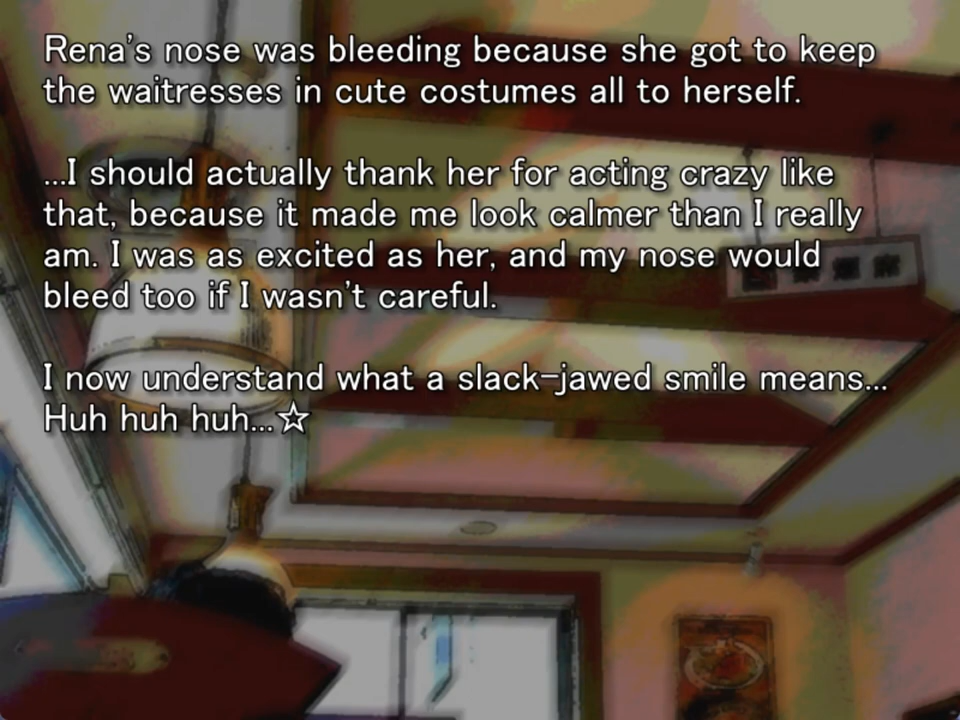 Rena's nose was bleeding because she got to keep
the waitresses in cute costumes all to herself.
...I should actually thank her for acting crazy like
that, because it made me look calmer than I really
am. I was as excited as her, and my nose would
bleed too if I wasn't careful.
I now understand what a slack-jawed smile means...
Huh huh huh...☆